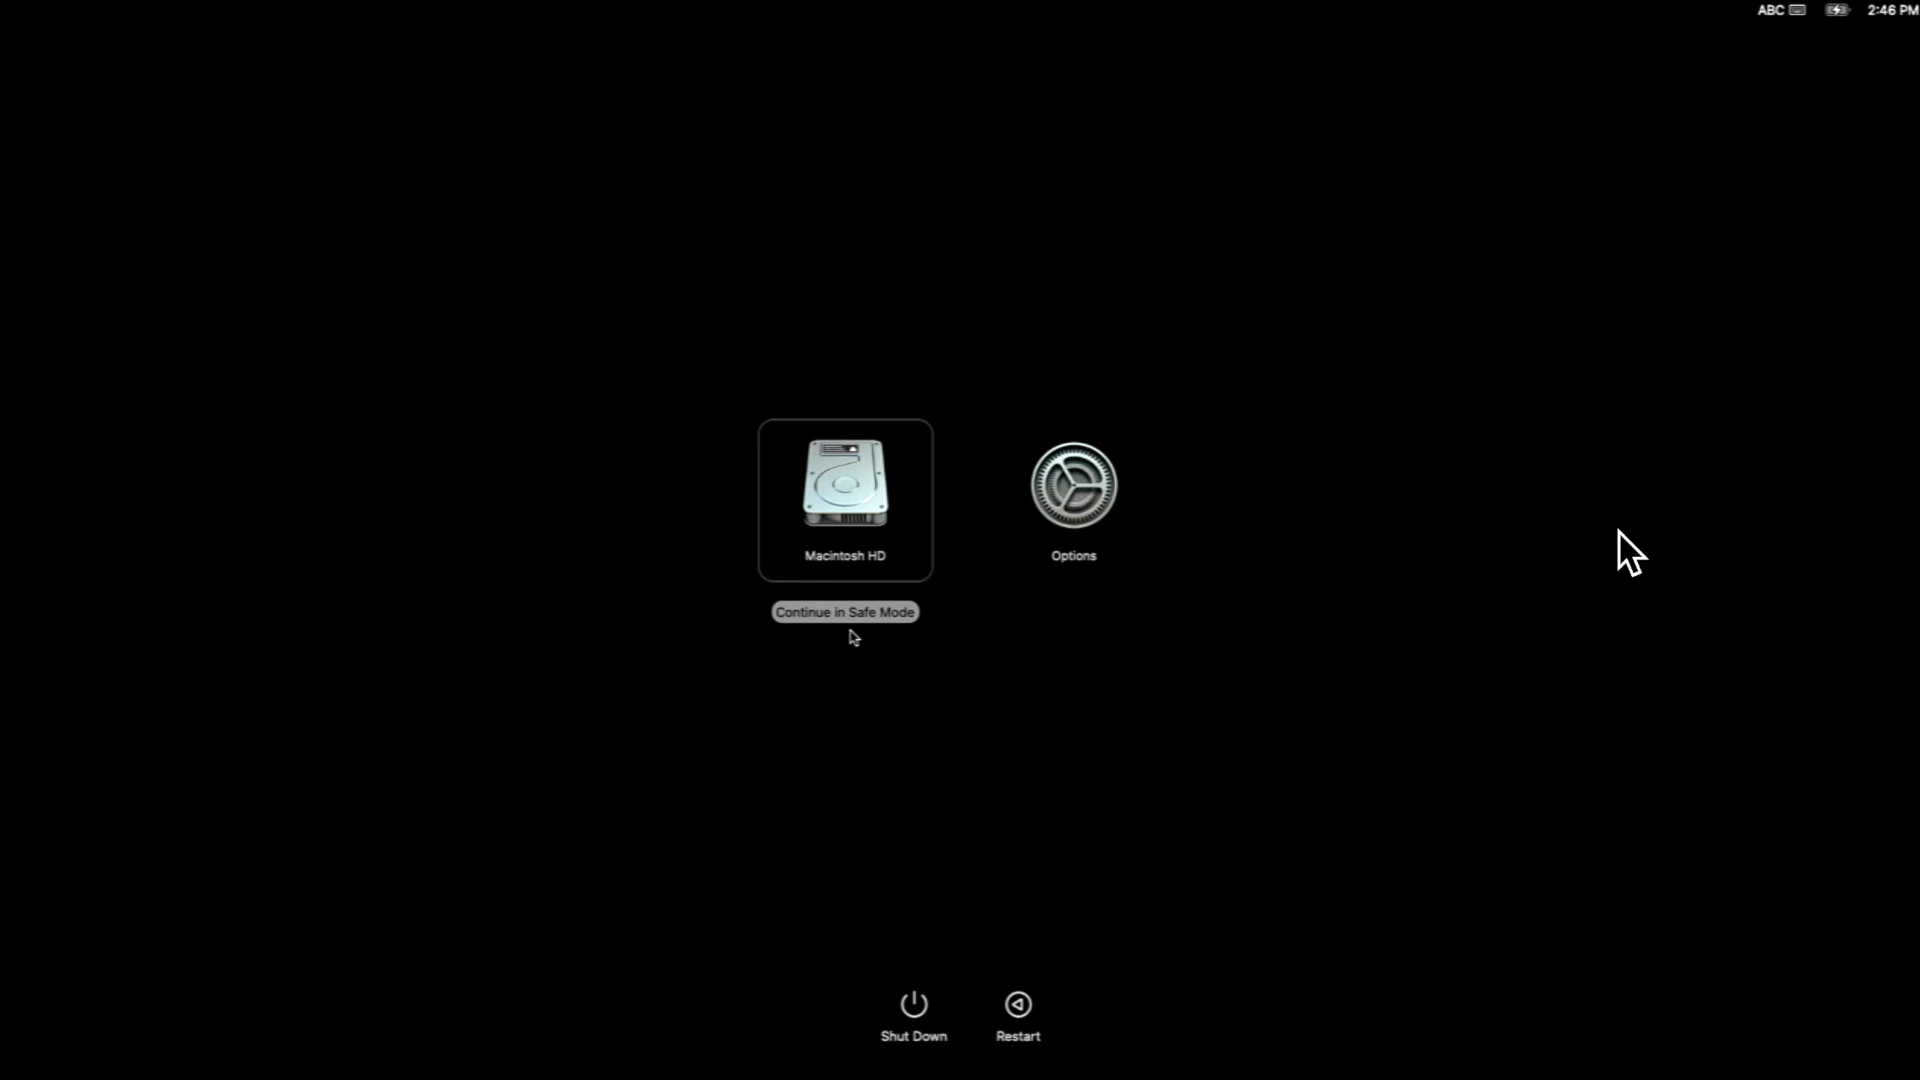 ABC
2:46 PM
Macintosh HD
Options
Continue in Safe Mode
Shut Down
Restart